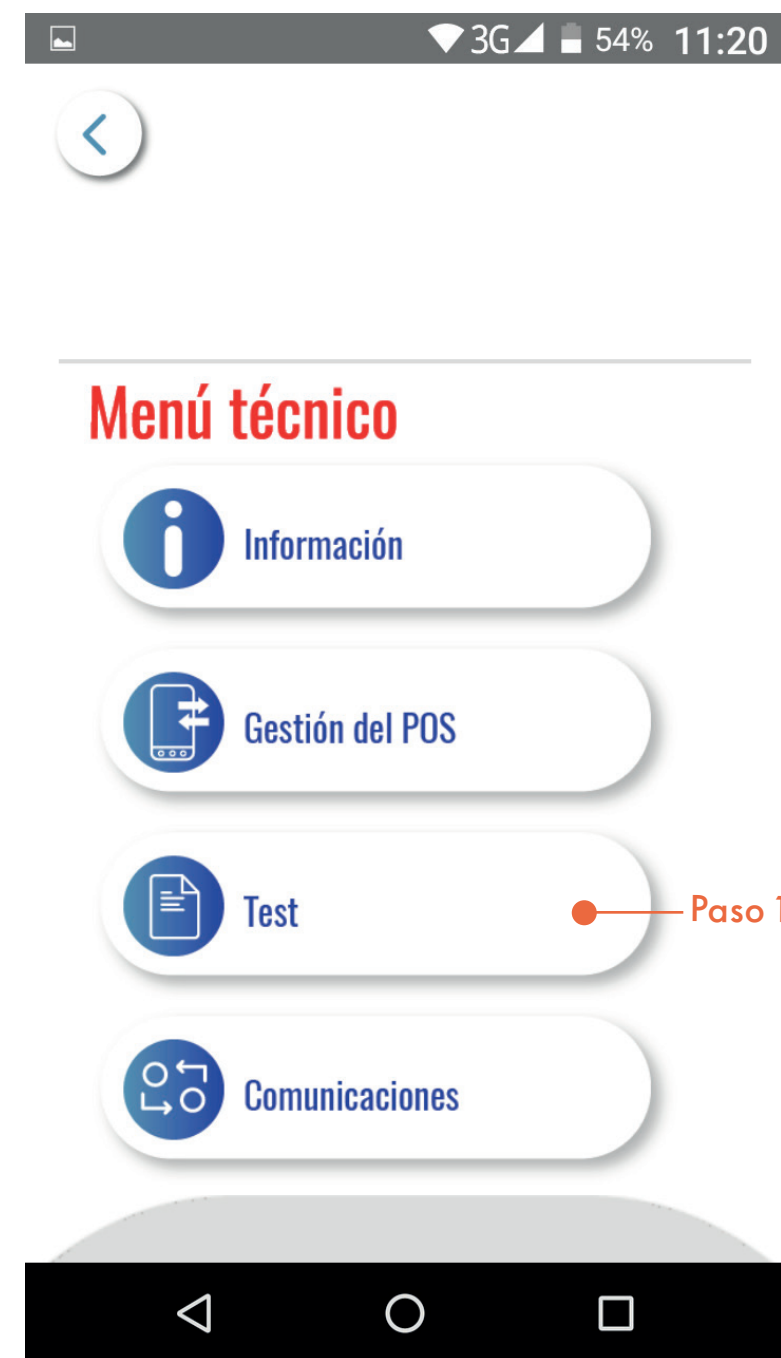 3G 54% 11:20
Menú técnico
Información
Gestión del POS
Test
Paso 1
Comunicaciones